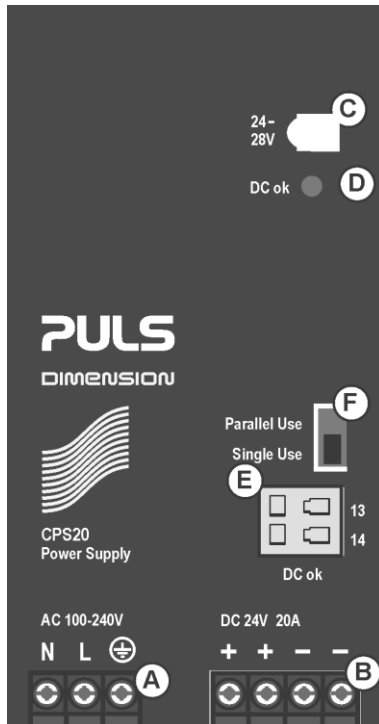 C
24-
28V
DC ok
D
PULS
DIMENSION
F
Parallel Use
Single Use
E
13
14
CPS20
Power Supply
DC ok
AC 100-240V
DC 24V 20A
N L
+ + − −
A
B